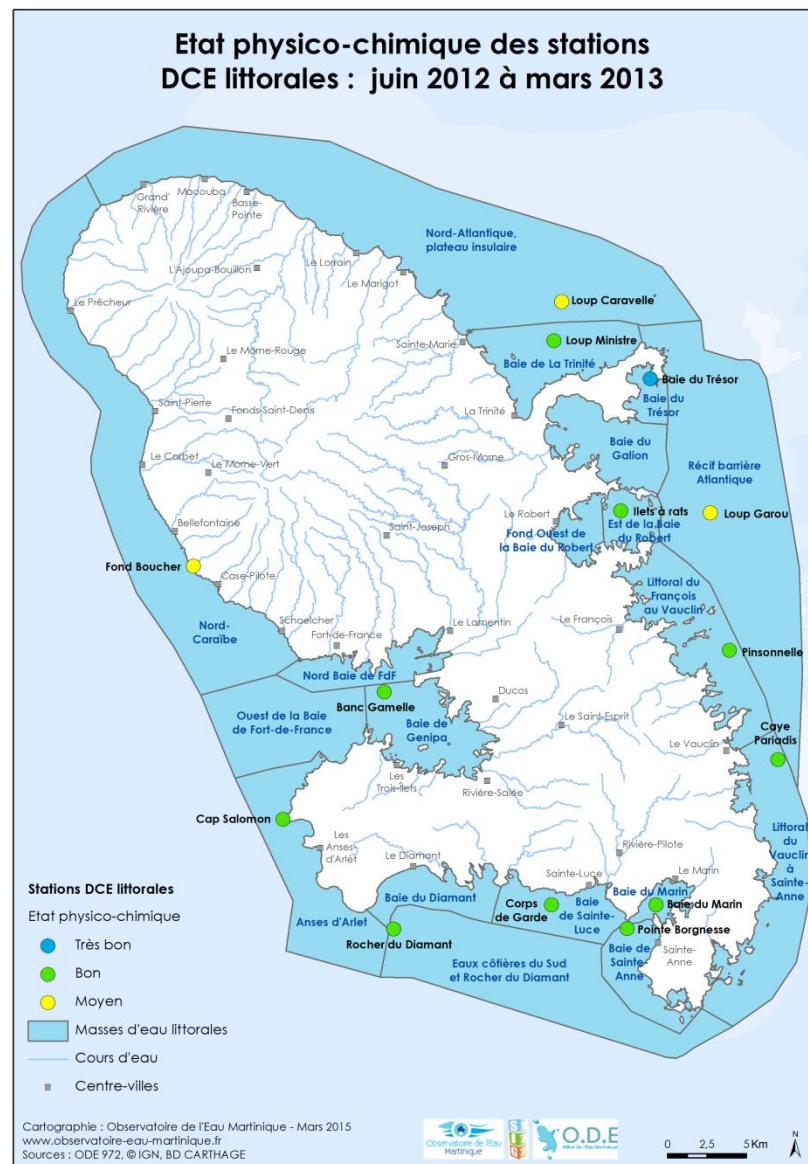 Etat physico-chimique des stations
DCE littorales : juin 2012 à mars 2013
Grand'
Rivière
Macouba
Basse-
Pointe
Nord-Atlantique,
plateau insulaire
L'Ajoupa-Bouillon
Le Lorrain
Le Marigot
Le Prêcheur
Loup Caravelle
Sainte-Marie
Loup Ministre
Le Morne-Rouge
Baie de La Trinité
Baie du Trésor
Baie du
Trésor
Saint-Pierre
Fonds-Saint-Denis
La Trinité
Baie du
Galion
Le Carbet
Le Morne-Vert
Gros-Morne
Récif barrière
Atlantique
Bellefontaine
Saint-Joseph
Le Robert
Ilets à rats
Est de la Baie
du Robert
Loup Garou
Fond Ouest de
la Baie du Robert
Fond Boucher
Case-Pilote
Littoral du
François
au Vauclin
Nord-
Caraïbe
Schoelcher
Fort-de-France
Le Lamentin
Le François
Pinsonnelle
Nord Baie de FdF
Banc Gamelle
Ducos
Ouest de la Baie
de Fort-de-France
Baie de
Genipa
Le Saint-Esprit
Caye
Pariadis
Le Vauclin
Les
Trois-Îlets
Rivière-Salée
Cap Salomon
Les
Anses
d'Arlet
Le Diamant
Rivière-Pilote
Littoral
du
Vauclin
à
Sainte-
Anne
Sainte-Luce
Le Marin
Baie du Diamant
Baie du Marin
Baie du Marin
Corps
de Garde
Baie
de Sainte-
Luce
Anses d'Arlet
Rocher du Diamant
Pointe Borgnesse
Baie de
Sainte-
Anne
Sainte-
Anne
Eaux côtières du Sud
et Rocher du Diamant
Stations DCE littorales
Etat physico-chimique
Très bon
Bon
Moyen
Masses d'eau littorales
Cours d'eau
Centre-villes
Cartographie : Observatoire de l'Eau Martinique - Mars 2015
www.observatoire-eau-martinique.fr
Sources : ODE 972, © IGN, BD CARTHAGE
Observatoire de l'Eau
Martinique
O.D.E
Office De l'Eau Martinique
0 2,5 5 Km
N